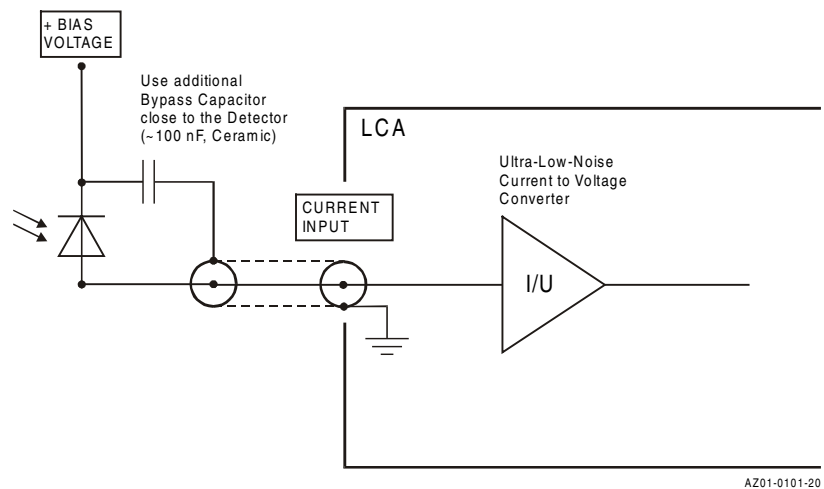 + BIAS
VOLTAGE
Use additional
Bypass Capacitor
close to the Detector
(~100 nF, Ceramic)
LCA
CURRENT
INPUT
Ultra-Low-Noise
Current to Voltage
Converter
I/U
AZ01-0101-20